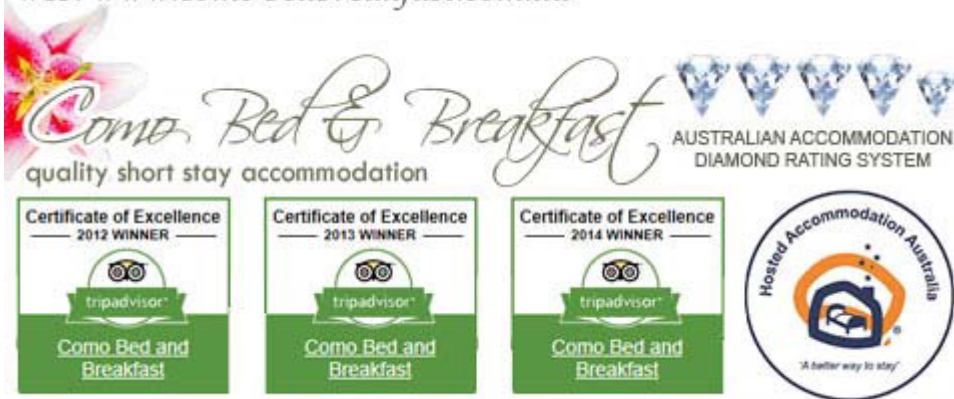 Como Bed & Breakfast
quality short stay accommodation
AUSTRALIAN ACCOMMODATION
DIAMOND RATING SYSTEM
Certificate of Excellence
2012 WINNER
tripadvisor
Como Bed and
Breakfast
Certificate of Excellence
2013 WINNER
tripadvisor
Como Bed and
Breakfast
Certificate of Excellence
2014 WINNER
tripadvisor
Como Bed and
Breakfast
Hosted Accommodation Australia
®
"A better way to stay"